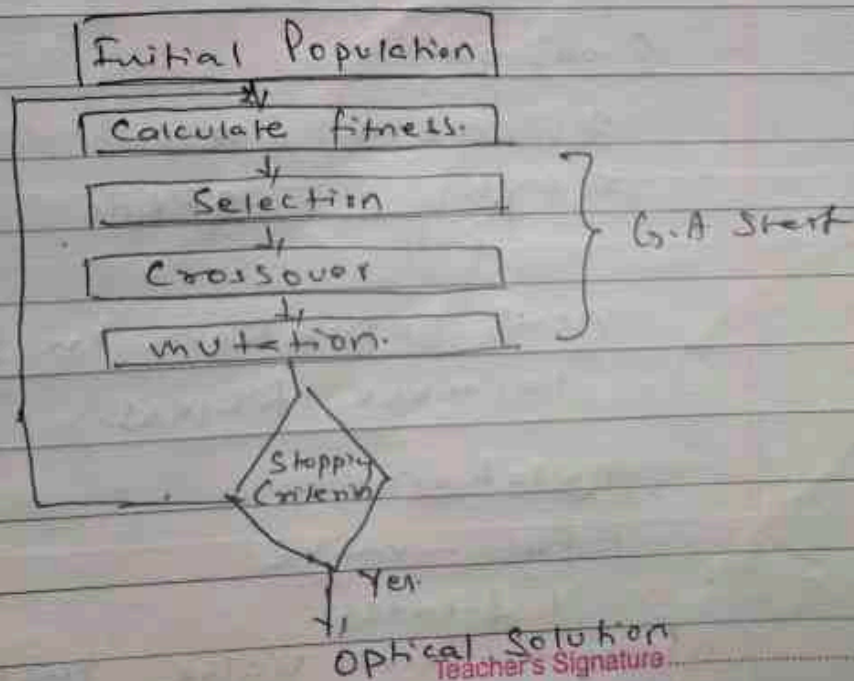 Initial Population
Calculate fitness.
Selection
Crossover
G.A Start
mutation.
Stopping
Criteria
Yes.
Optical Solution
Teacher's Signature